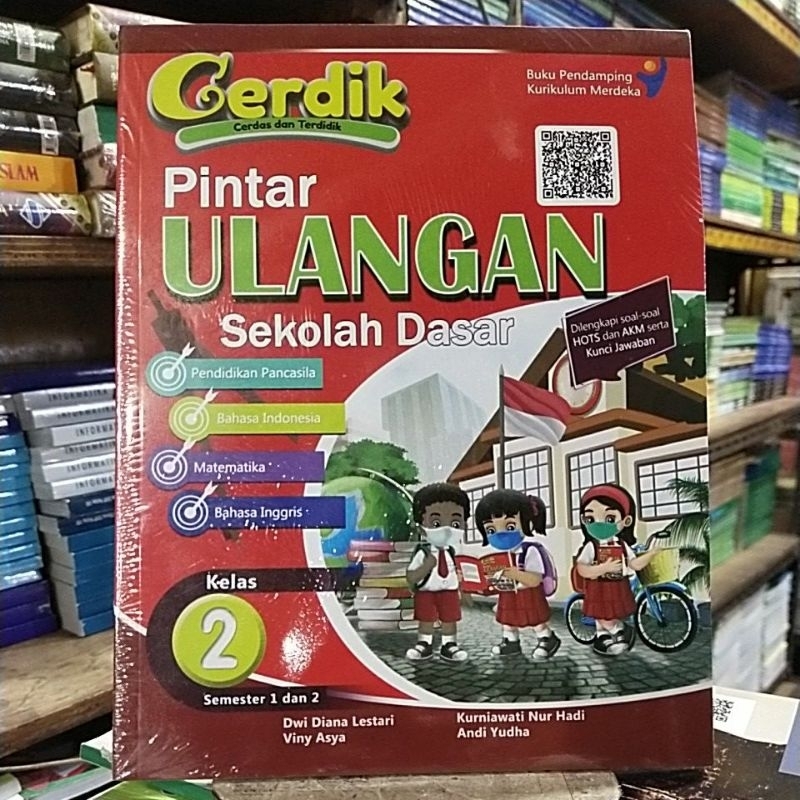 Cerdik
Cerdas dan Terdidik
Buku Pendamping
Kurikulum Merdeka
Pintar
ULANGAN
Sekolah Dasar
Dilengkapi soal-soal
HOTS dan AKM serta
Kunci Jawaban
Pendidikan Pancasila
Bahasa Indonesia
Matematika
Bahasa Inggris
Kelas
2
Semester 1 dan 2
Dwi Diana Lestari
Viny Asya
Kurniawati Nur Hadi
Andi Yudha
SLAM
INFORMATIKA